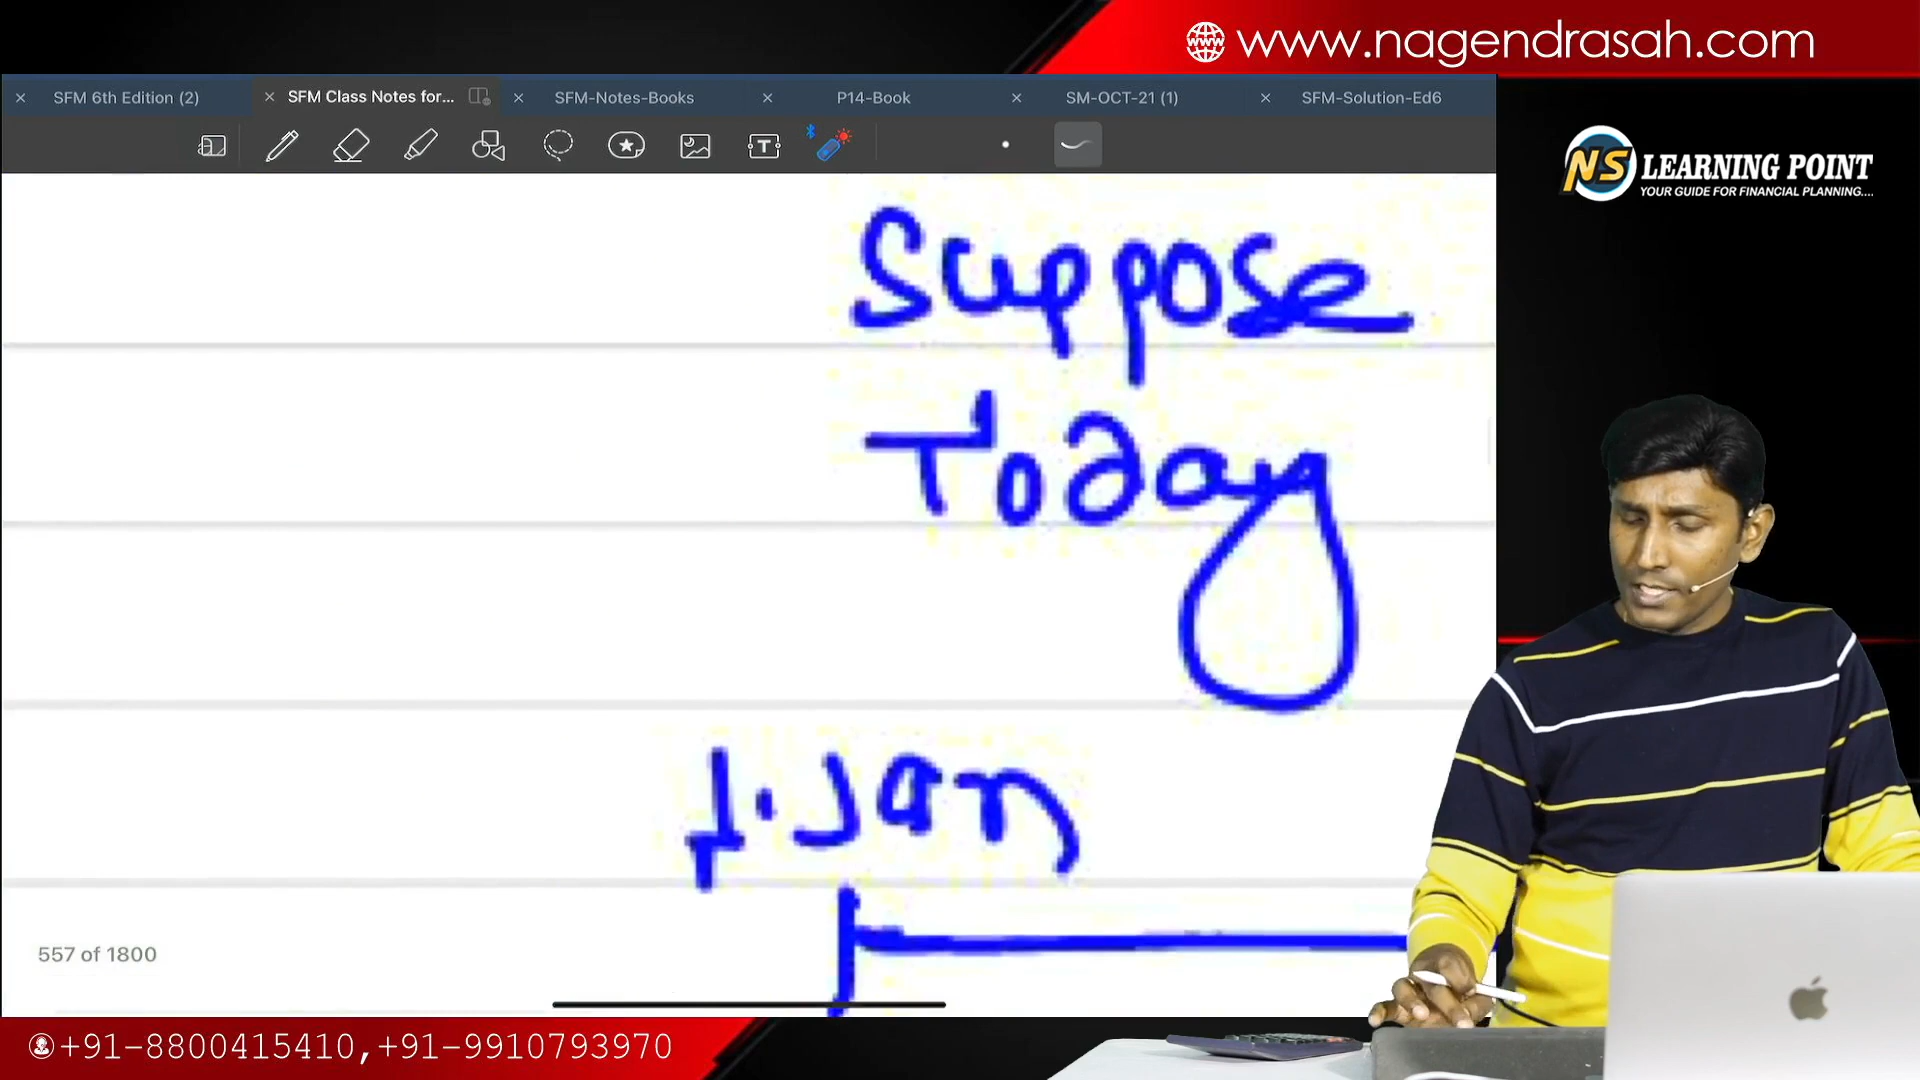 www.nagendrasah.com
SFM 6th Edition (2)
SFM Class Notes for...
SFM-Notes-Books
P14-Book
SM-OCT-21 (1)
SFM-Solution-Ed6
T
NS LEARNING POINT
YOUR GUIDE FOR FINANCIAL PLANNING....
Suppose
Today
1.Jan
557 of 1800
+91-8800415410,+91-9910793970